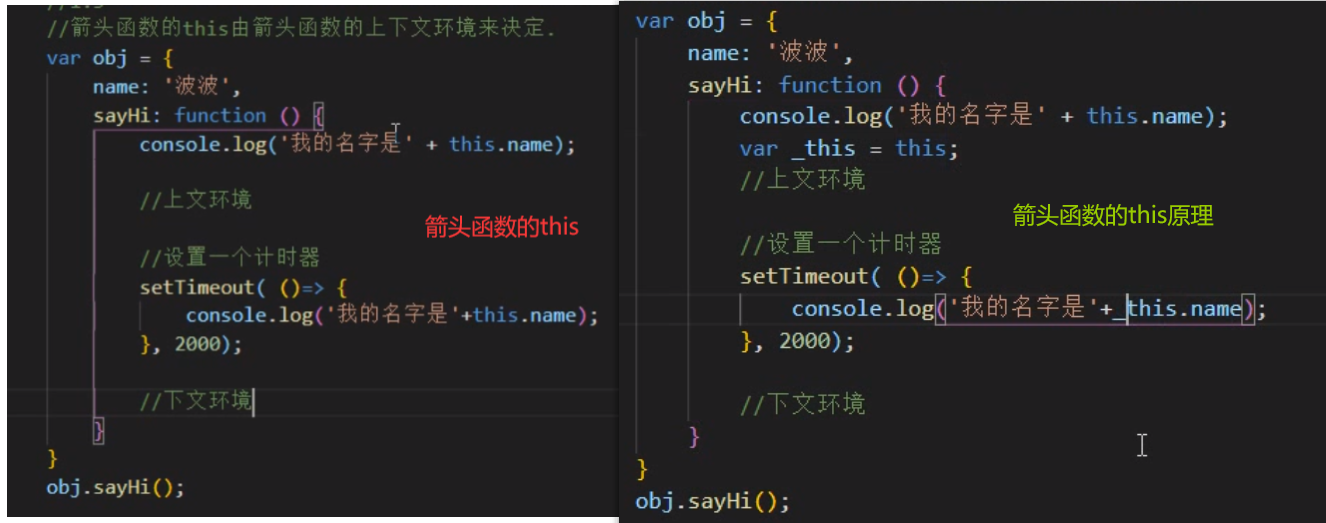 //箭头函数的this由箭头函数的上下文环境来决定.
var obj = {
name: '波波',
sayHi: function () {
console.log('我的名字是' + this.name);
//上文环境
箭头函数的this
//设置一个计时器
setTimeout( ()=> {
console.log('我的名字是'+this.name);
}, 2000);
//下文环境
}
}
obj.sayHi();
var obj = {
name: '波波',
sayHi: function () {
console.log('我的名字是' + this.name);
var _this = this;
//上文环境
箭头函数的this原理
//设置一个计时器
setTimeout( ()=> {
console.log('我的名字是'+_this.name);
}, 2000);
//下文环境
}
}
obj.sayHi();